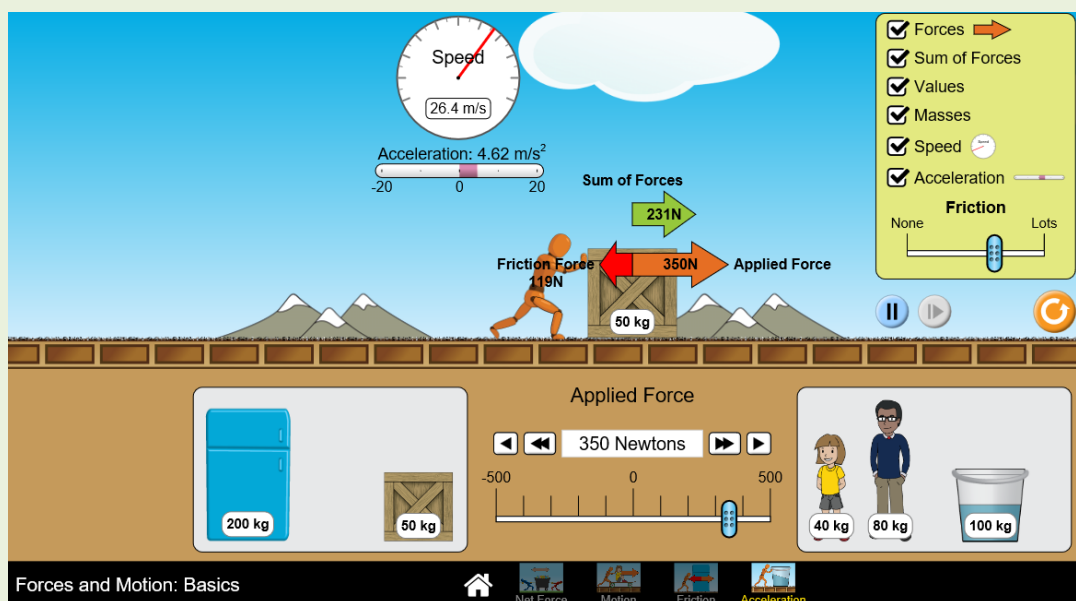 Speed
26.4 m/s
Acceleration: 4.62 m/s²
-20 0 20
Sum of Forces
231N
Friction Force
119N
350N
Applied Force
50 kg
Forces
Sum of Forces
Values
Masses
Speed
Speed
Acceleration
Friction
None Lots
200 kg
50 kg
Applied Force
350 Newtons
-500 0 500
40 kg
80 kg
100 kg
Forces and Motion: Basics
Net Force
Motion
Friction
Acceleration